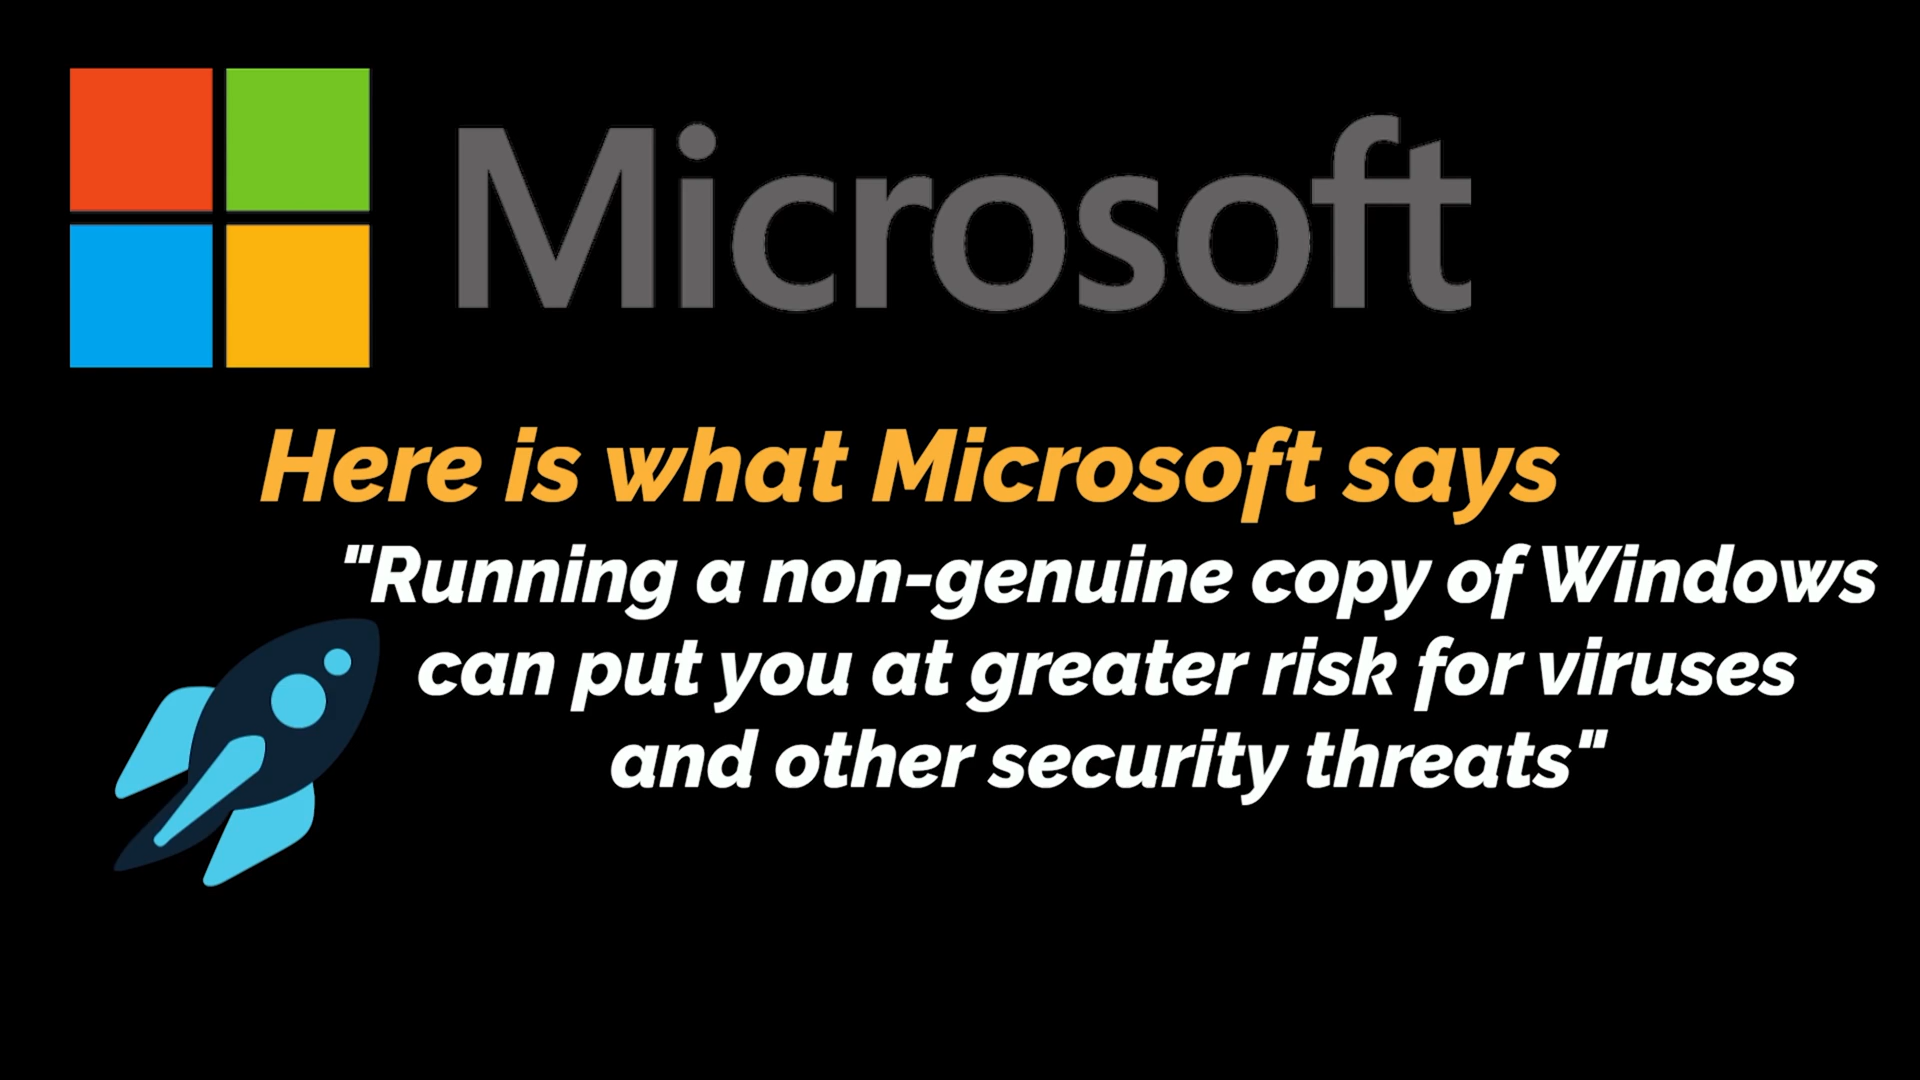 Microsoft
Here is what Microsoft says
"Running a non-genuine copy of Windows
can put you at greater risk for viruses
and other security threats"